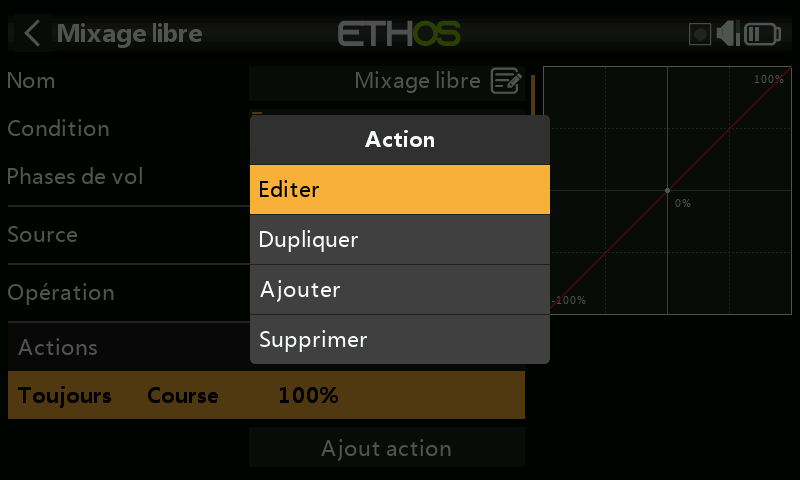 Mixage libre
ETHOS
Nom
Mixage libre
Condition
Phases de vol
Source
Opération
Actions
Toujours Course 100%
Ajout action
Action
Editer
Dupliquer
Ajouter
Supprimer
100%
0%
-100%